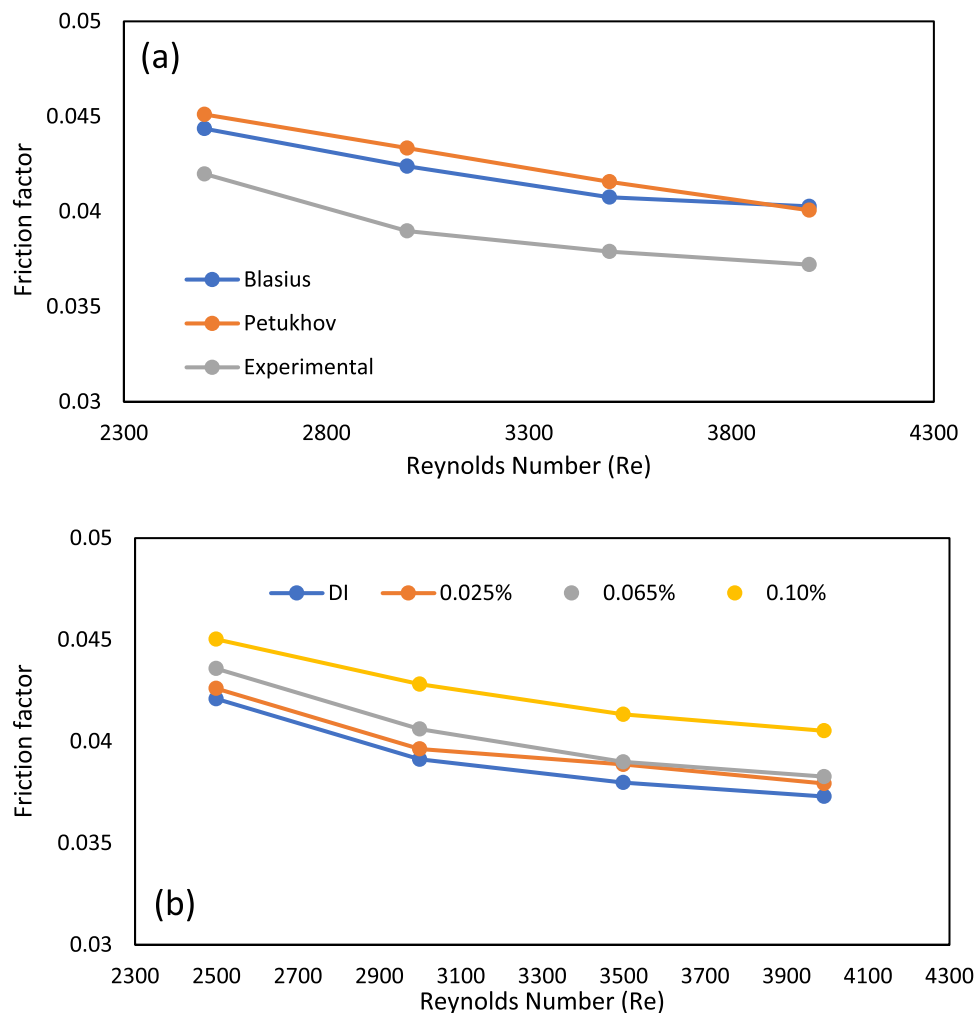 0.05
(a)
0.045
0.04
0.035
0.03
Friction factor
Blasius
Petukhov
Experimental
2300 2800 3300 3800 4300
Reynolds Number (Re)
0.05
DI 0.025% 0.065% 0.10%
0.045
0.04
0.035
0.03
Friction factor
(b)
2300 2500 2700 2900 3100 3300 3500 3700 3900 4100 4300
Reynolds Number (Re)